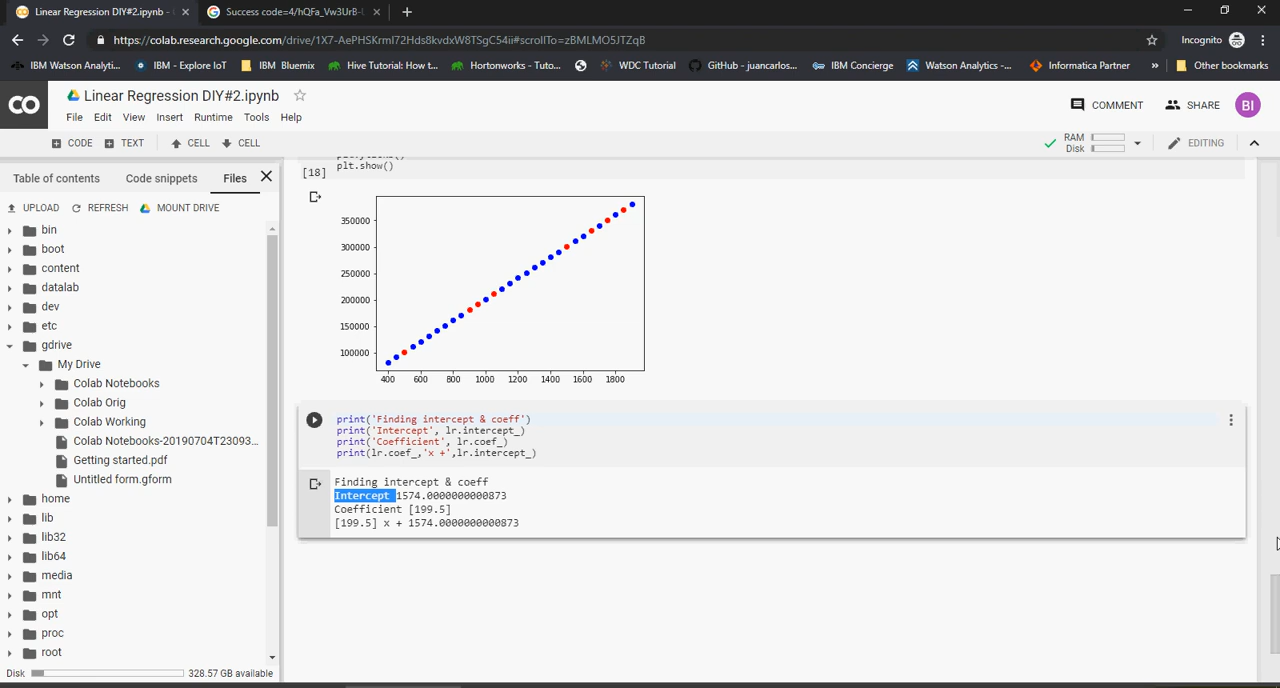 Linear Regression DIY#2.ipynb -
Success code=4/hQFa_Vw3UrB-
https://colab.research.google.com/drive/1X7-AePHSKrml72Hds8kvdxW8TSgC54ii#scrollTo=zBMLMO5JTZqB
Incognito
IBM Watson Analyti...
IBM - Explore IoT
IBM Bluemix
Hive Tutorial: How t...
Hortonworks - Tuto...
WDC Tutorial
GitHub - juancarlos...
IBM Concierge
Watson Analytics -...
Informatica Partner
»
Other bookmarks
CO
Linear Regression DIY#2.ipynb
File Edit View Insert Runtime Tools Help
COMMENT
SHARE
BI
CODE TEXT CELL CELL
RAM
Disk
EDITING
Table of contents Code snippets Files
UPLOAD REFRESH MOUNT DRIVE
bin
boot
content
datalab
dev
etc
gdrive
My Drive
Colab Notebooks
Colab Orig
Colab Working
Colab Notebooks-20190704T23093...
Getting started.pdf
Untitled form.gform
home
lib
lib32
lib64
media
mnt
opt
proc
root
Disk 328.57 GB available
plt.show()
[18]
350000
300000
250000
200000
150000
100000
400 600 800 1000 1200 1400 1600 1800
print('Finding intercept & coeff')
print('Intercept', lr.intercept_)
print('Coefficient', lr.coef_)
print(lr.coef_,'x +',lr.intercept_)
Finding intercept & coeff
Intercept 1574.0000000000873
Coefficient [199.5]
[199.5] x + 1574.0000000000873